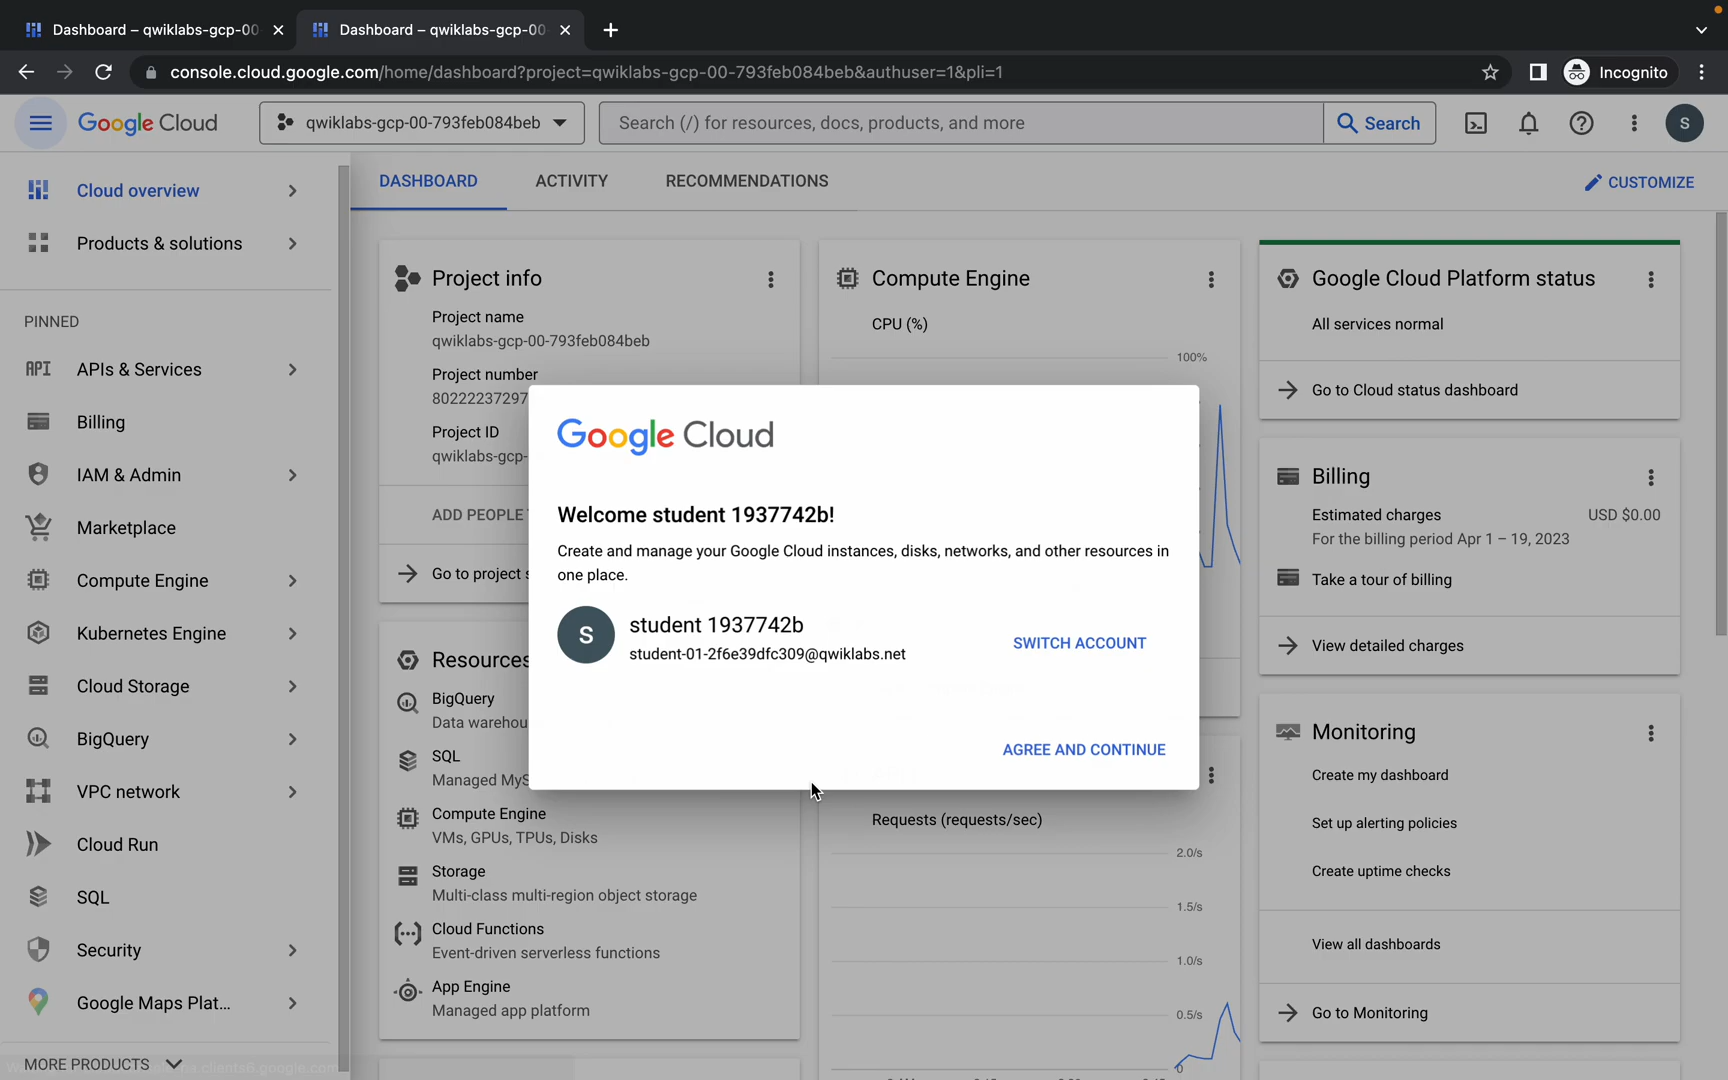 Dashboard – qwiklabs-gcp-00
Dashboard – qwiklabs-gcp-00
console.cloud.google.com/home/dashboard?project=qwiklabs-gcp-00-793feb084beb&authuser=1&pli=1
Incognito
Google Cloud
qwiklabs-gcp-00-793feb084beb
Search (/) for resources, docs, products, and more
Search
S
Cloud overview
Products & solutions
PINNED
API APIs & Services
Billing
IAM & Admin
Marketplace
Compute Engine
Kubernetes Engine
Cloud Storage
BigQuery
VPC network
Cloud Run
SQL
Security
Google Maps Plat...
MORE PRODUCTS
DASHBOARD
ACTIVITY
RECOMMENDATIONS
CUSTOMIZE
Project info
Project name
qwiklabs-gcp-00-793feb084beb
Project number
80222237297
Project ID
qwiklabs-gcp-
ADD PEOPLE
Go to project s
Resources
BigQuery
Data warehou
SQL
Managed MyS
Compute Engine
VMs, GPUs, TPUs, Disks
Storage
Multi-class multi-region object storage
Cloud Functions
Event-driven serverless functions
App Engine
Managed app platform
Compute Engine
CPU (%)
100%
Google Cloud
Welcome student 1937742b!
Create and manage your Google Cloud instances, disks, networks, and other resources in
one place.
S
student 1937742b
student-01-2f6e39dfc309@qwiklabs.net
SWITCH ACCOUNT
AGREE AND CONTINUE
Requests (requests/sec)
2.0/s
1.5/s
1.0/s
0.5/s
0
Google Cloud Platform status
All services normal
Go to Cloud status dashboard
Billing
Estimated charges
USD $0.00
For the billing period Apr 1 – 19, 2023
Take a tour of billing
View detailed charges
Monitoring
Create my dashboard
Set up alerting policies
Create uptime checks
View all dashboards
Go to Monitoring